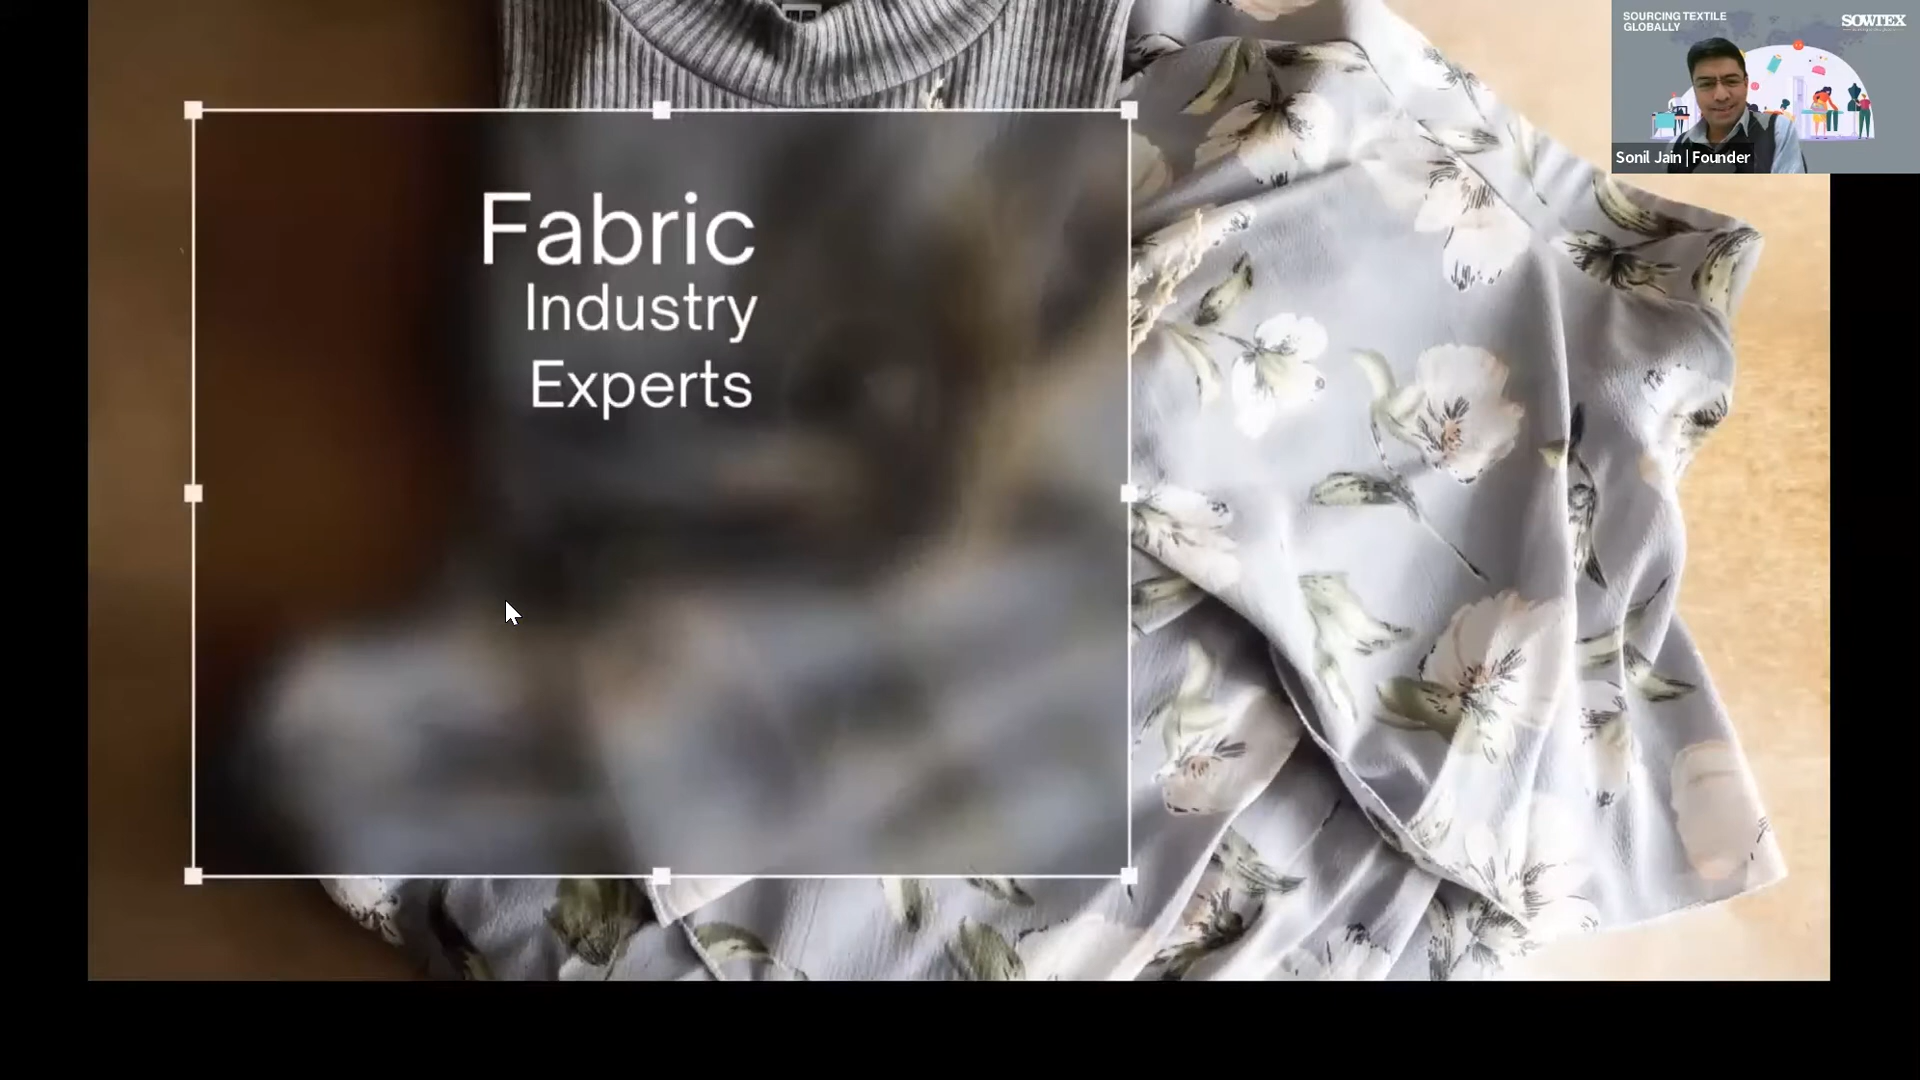 SOURCING TEXTILE
GLOBALLY
SOWTEX
Sonil Jain | Founder
Fabric
Industry
Experts